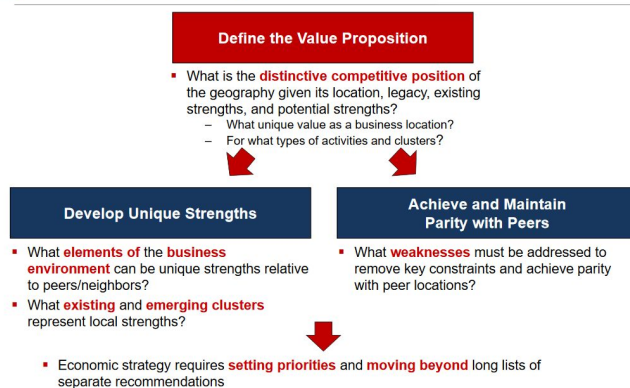 Define the Value Proposition
▪ What is the distinctive competitive position of
the geography given its location, legacy, existing
strengths, and potential strengths?
– What unique value as a business location?
– For what types of activities and clusters?
Develop Unique Strengths
▪ What elements of the business
environment can be unique strengths relative
to peers/neighbors?
▪ What existing and emerging clusters
represent local strengths?
Achieve and Maintain
Parity with Peers
▪ What weaknesses must be addressed to
remove key constraints and achieve parity
with peer locations?
▪ Economic strategy requires setting priorities and moving beyond long lists of
separate recommendations